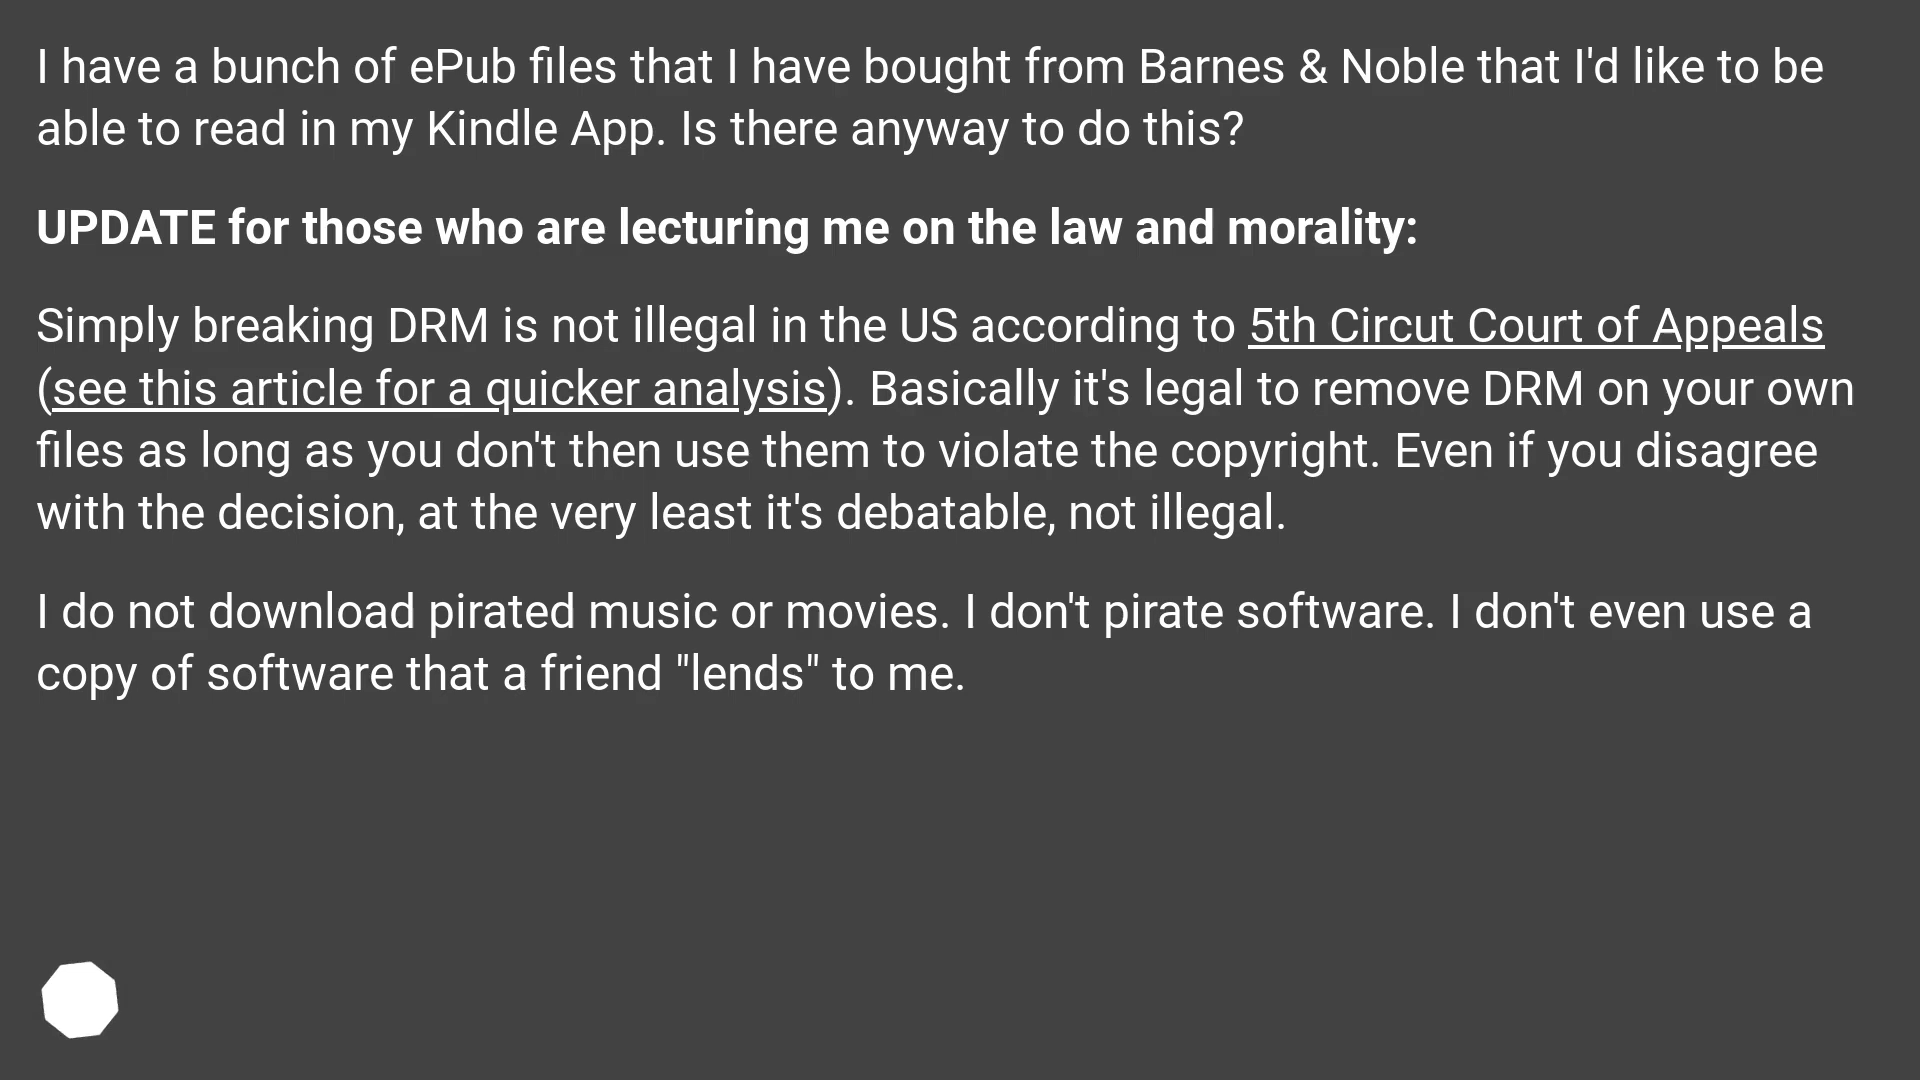 I have a bunch of ePub files that I have bought from Barnes & Noble that I'd like to be
able to read in my Kindle App. Is there anyway to do this?
UPDATE for those who are lecturing me on the law and morality:
Simply breaking DRM is not illegal in the US according to 5th Circut Court of Appeals
(see this article for a quicker analysis). Basically it's legal to remove DRM on your own
files as long as you don't then use them to violate the copyright. Even if you disagree
with the decision, at the very least it's debatable, not illegal.
I do not download pirated music or movies. I don't pirate software. I don't even use a
copy of software that a friend "lends" to me.